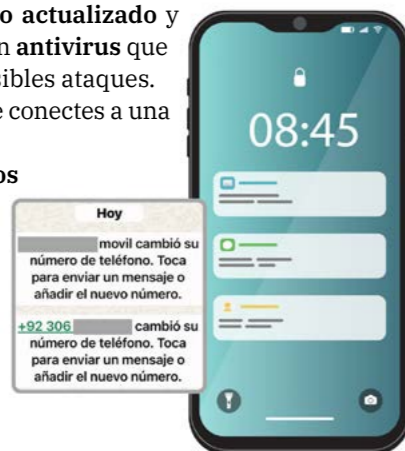 o actualizado y
n antivirus que
sibles ataques.
e conectes a una
os
08:45
Hoy
movil cambió su
número de teléfono. Toca
para enviar un mensaje o
añadir el nuevo número.
+92 306 cambió su
número de teléfono. Toca
para enviar un mensaje o
añadir el nuevo número.